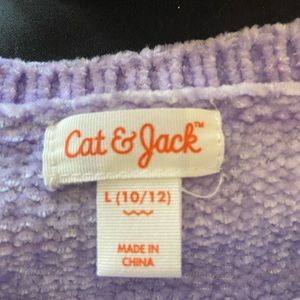 Cat & Jack™
L (10/12)
MADE IN
CHINA